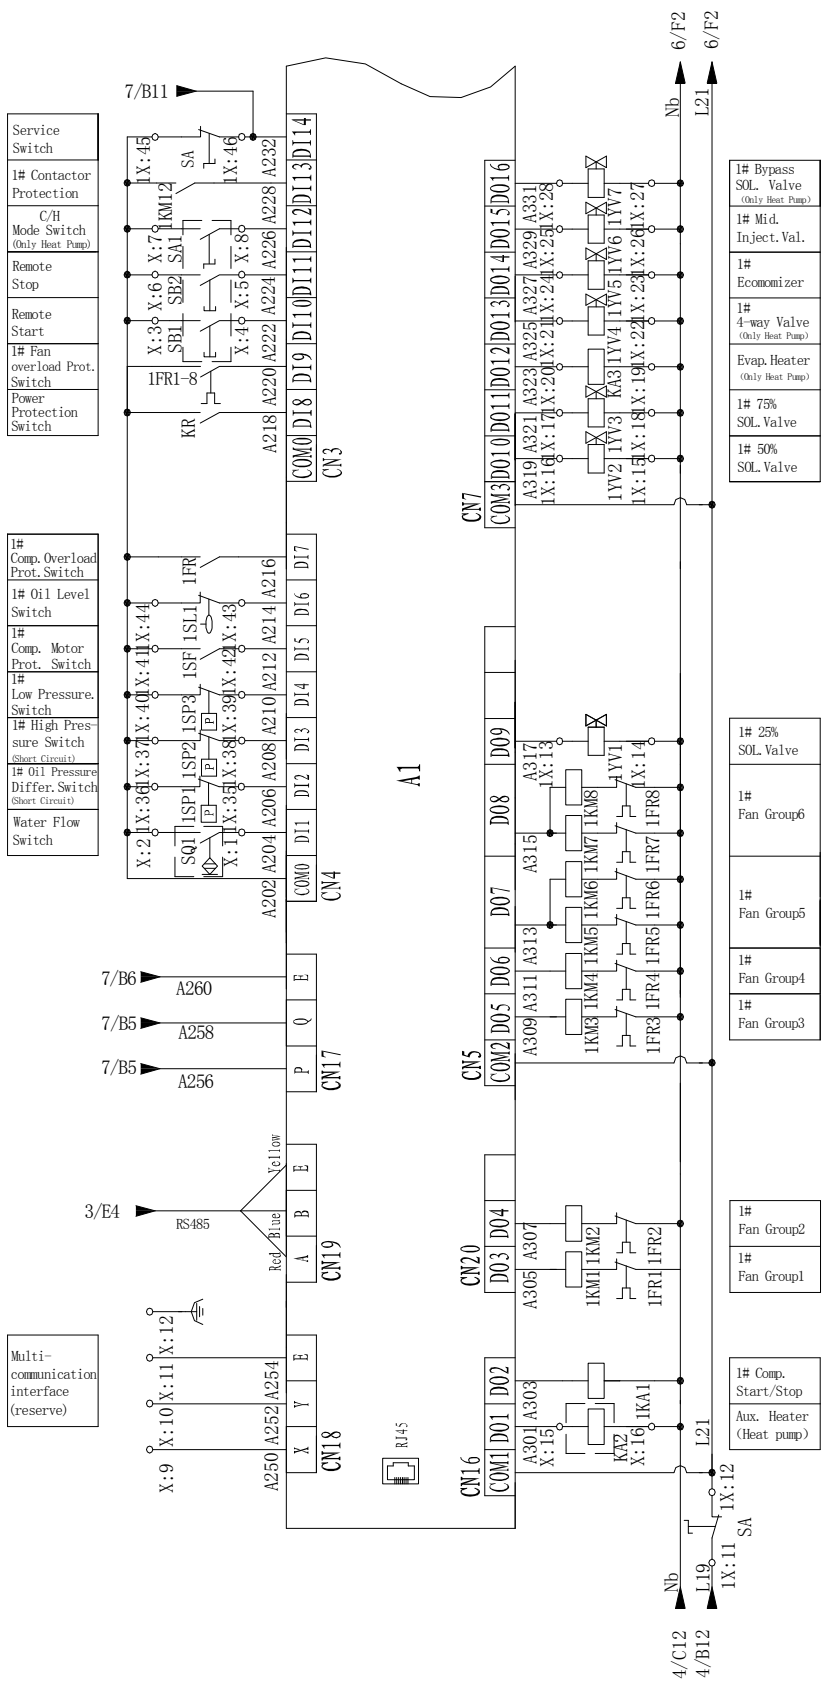 7/B11
Service
Switch
1# Contactor
Protection
C/H
Mode Switch
(Only Heat Pump)
Remote
Stop
Remote
Start
1# Fan
overload Prot.
Switch
Power
Protection
Switch
1X:45
SA
1X:46
A232
DI14
1KM12
A228
DI13
X:7
SA1
X:8
A226
DI12
X:6
SB2
X:5
A224
DI11
X:3
SB1
X:4
A222
DI10
1FR1-8
A220
DI9
KR
A218
DI8
COM0
CN3
1#
Comp.Overload
Prot.Switch
1# Oil Level
Switch
1#
Comp. Motor
Prot. Switch
1#
Low Pressure.
Switch
1# High Pres-
sure Switch
(Short Circuit)
1# Oil Pressure
Differ.Switch
(Short Circuit)
Water Flow
Switch
1FR
A216
DI7
1X:44
1SL1
1X:43
A214
DI6
1X:41
1SF
1X:42
A212
DI5
1X:40
1SP3
P
1X:39
A210
DI4
1X:37
1SP2
P
1X:38
A208
DI3
1X:36
1SP1
P
1X:35
A206
DI2
X:2
SQ1
X:1
A204
DI1
A202
COM0
CN4
7/B6
A260
E
7/B5
A258
Q
7/B5
A256
P
CN17
3/E4
RS485
Yellow
Blue
Red
E
B
A
CN19
Multi-
communication
interface
(reserve)
X:12
X:11
A254
E
X:10
A252
Y
X:9
A250
X
CN18
A1
RJ45
6/F2
6/F2
Nb
L21
DO16
A331
1X:28
1YV7
1X:27
DO15
A329
1X:25
1YV6
1X:26
DO14
A327
1X:24
1YV5
1X:23
DO13
A325
1X:21
1YV4
1X:22
DO12
A323
1X:20
KA3
1X:19
DO11
A321
1X:17
1YV3
1X:18
DO10
A319
1X:16
1YV2
1X:15
COM3
CN7
1# Bypass
SOL. Valve
(Only Heat Pump)
1# Mid.
Inject.Val.
1#
Ecomomizer
1#
4-way Valve
(Only Heat Pump)
Evap.Heater
(Only Heat Pump)
1# 75%
SOL.Valve
1# 50%
SOL.Valve
DO9
A317
1X:13
1YV1
1X:14
DO8
A315
1KM8
1FR8
1KM7
1FR7
DO7
A313
1KM6
1FR6
1KM5
1FR5
DO6
A311
1KM4
1FR4
DO5
A309
1KM3
1FR3
COM2
CN5
1# 25%
SOL.Valve
1#
Fan Group6
1#
Fan Group5
1#
Fan Group4
1#
Fan Group3
DO4
A307
1KM2
1FR2
DO3
A305
1KM1
1FR1
CN20
1#
Fan Group2
1#
Fan Group1
DO2
A303
1KA1
DO1
A301
X:15
KA2
X:16
COM1
CN16
1# Comp.
Start/Stop
Aux. Heater
(Heat pump)
L21
1X:12
SA
1X:11
Nb
L19
4/C12
4/B12